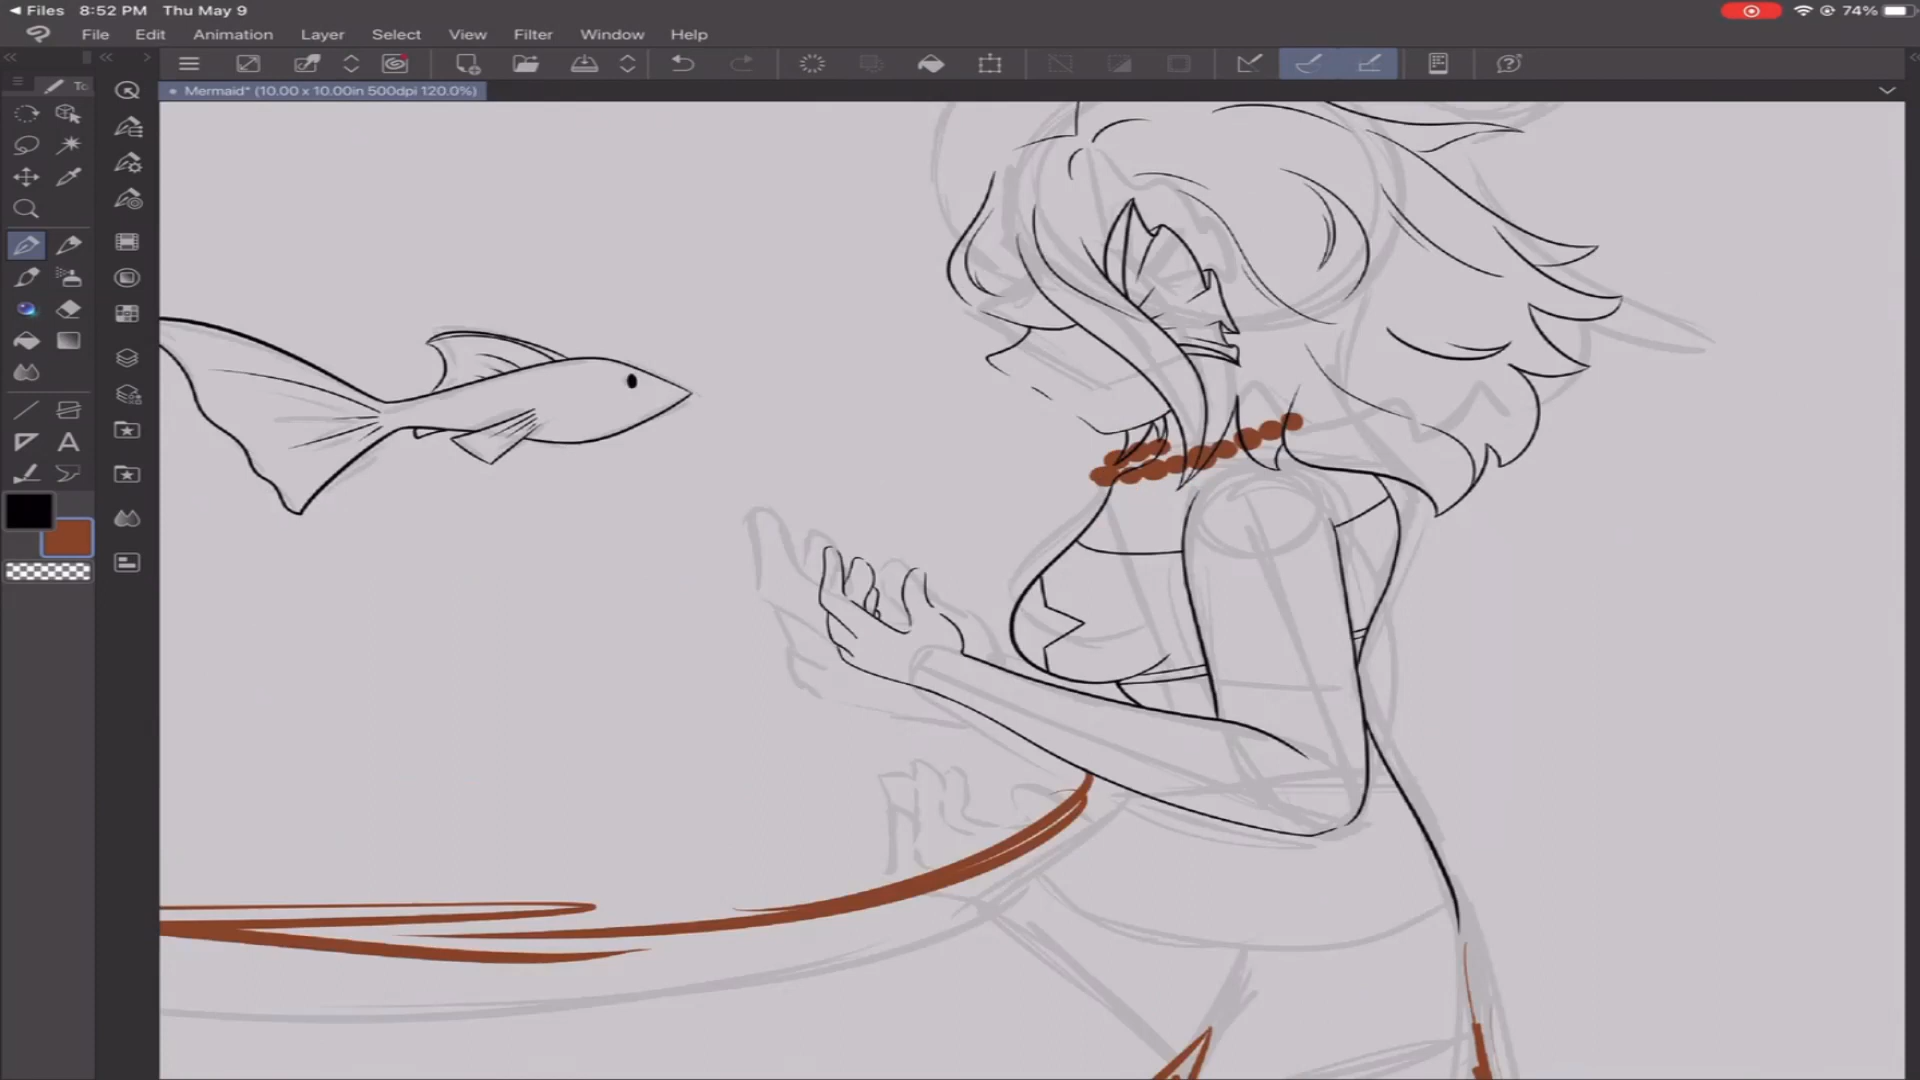 Files 8:52 PM Thu May 9 74%
File Edit Animation Layer Select View Filter Window Help
To
Mermaid* (10.00 x 10.00in 500dpi 120.0%)
A